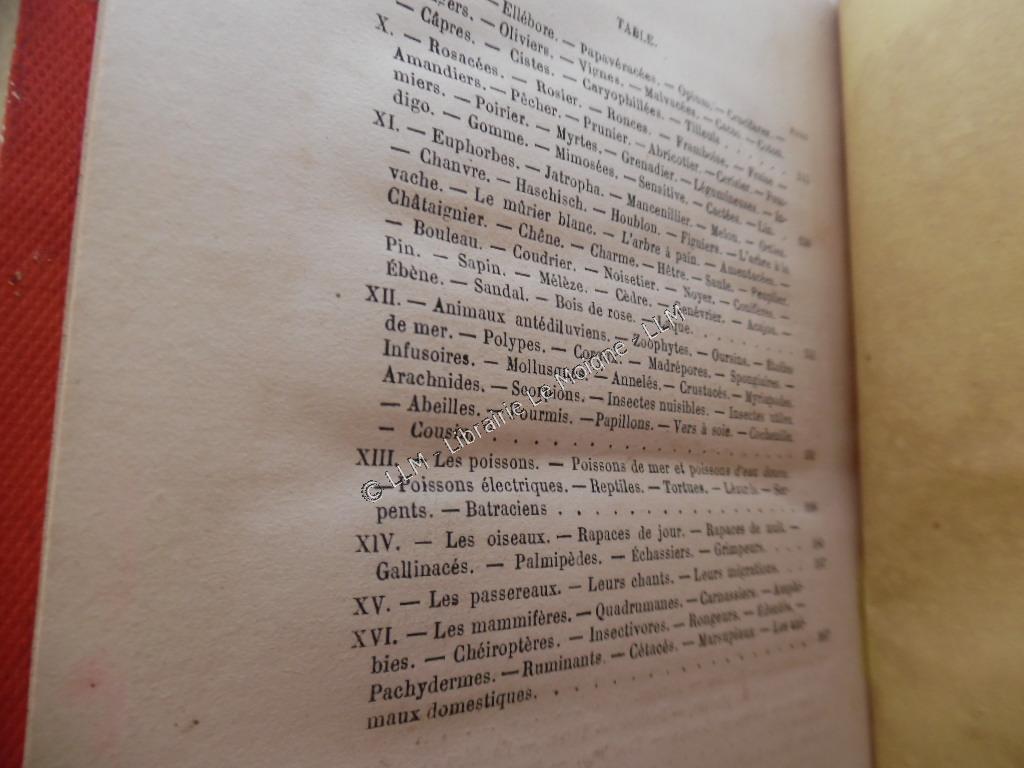 TABLE.
— Ellébore. — Papavéracées. — Opium. — Crucifères. —
— Oliviers. — Vignes. — Malvacées. — Cacao. — Coton.
— Câpres. — Cistes. — Caryophillées. — Tilleuls . . . . .
X. — Rosacées. — Rosier. — Ronces. — Framboise. — Fraise —
Amandiers. — Pêcher. — Prunier. — Abricotier. — Cerisier. — Pom-
miers. — Poirier. — Myrtes. — Grenadier. — Légumineuses. — In-
digo. — Gomme. — Mimosées. — Sensitive. — Cactées. — Lin. .
XI. — Euphorbes. — Jatropha. — Mancenillier. — Melon. — Orties.
— Chanvre. — Haschisch. — Houblon. — Figuiers. — L'arbre à la
vache. — Le mûrier blanc. — L'arbre à pain. — Amentacées. —
Châtaignier. — Chêne. — Charme. — Hêtre. — Saule. — Peuplier.
— Bouleau. — Coudrier. — Noisetier. — Noyer. — Conifères. —
Pin. — Sapin. — Mélèze. — Cèdre. — Genévrier. — Acajou. —
Ébène. — Sandal. — Bois de rose. —
XII. — Animaux antédiluviens. — Zoophytes. — Oursins. — Étoiles
de mer. — Polypes. — Corail. — Madrépores. — Spongiaires. —
Infusoires. — Mollusques. — Annelés. — Crustacés. — Myriapodes.
Arachnides. — Scorpions. — Insectes nuisibles. — Insectes utiles.
— Abeilles. — Fourmis. — Papillons. — Vers à soie. — Cochenille.
— Cousin. . . . . . . . . . . . .
XIII. — Les poissons. — Poissons de mer et poissons d'eau douce.
— Poissons électriques. — Reptiles. — Tortues. — Lézards. — Ser-
pents. — Batraciens . . . . . . . . . . . .
XIV. — Les oiseaux. — Rapaces de jour. — Rapaces de nuit. —
Gallinacés. — Palmipèdes. — Échassiers. — Grimpeurs. . . .
XV. — Les passereaux. — Leurs chants. — Leurs migrations. . .
XVI. — Les mammifères. — Quadrumanes. — Carnassiers. — Amphi-
bies. — Chéiroptères. — Insectivores. — Rongeurs. — Édentés. —
Pachydermes. — Ruminants. — Cétacés. — Marsupiaux — Les ani-
maux domestiques. . . . . . . . . . . .
© LLM - Librairie Le Moione - LLM